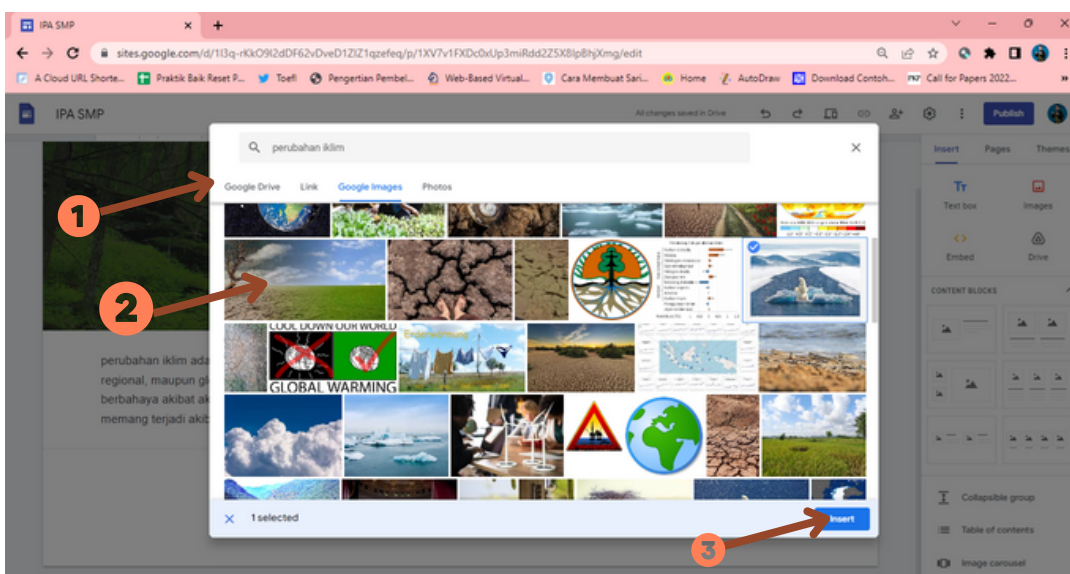 IPA SMP
sites.google.com/d/1I3q-rKkO9I2dDF62vDveD1ZIZ1qzefeq/p/1XV7v1FXDc0xUp3miRdd2Z5X8IpBhjXmg/edit
A Cloud URL Shorte... Praktik Baik Reset P... Toefl Pengertian Pembel... Web-Based Virtual... Cara Membuat Sari... Home AutoDraw Download Contoh... Call for Papers 2022...
IPA SMP
All changes saved in Drive
Publish
perubahan iklim
Insert Pages Themes
1
Google Drive Link Google Images Photos
Text box Images
2
Embed Drive
CONTENT BLOCKS
COOL DOWN OUR WORLD
GLOBAL WARMING
perubahan iklim ada
regional, maupun gl
berbahaya akibat ak
memang terjadi akib
Collapsible group
1 selected
Insert
3
Table of contents
Image carousel